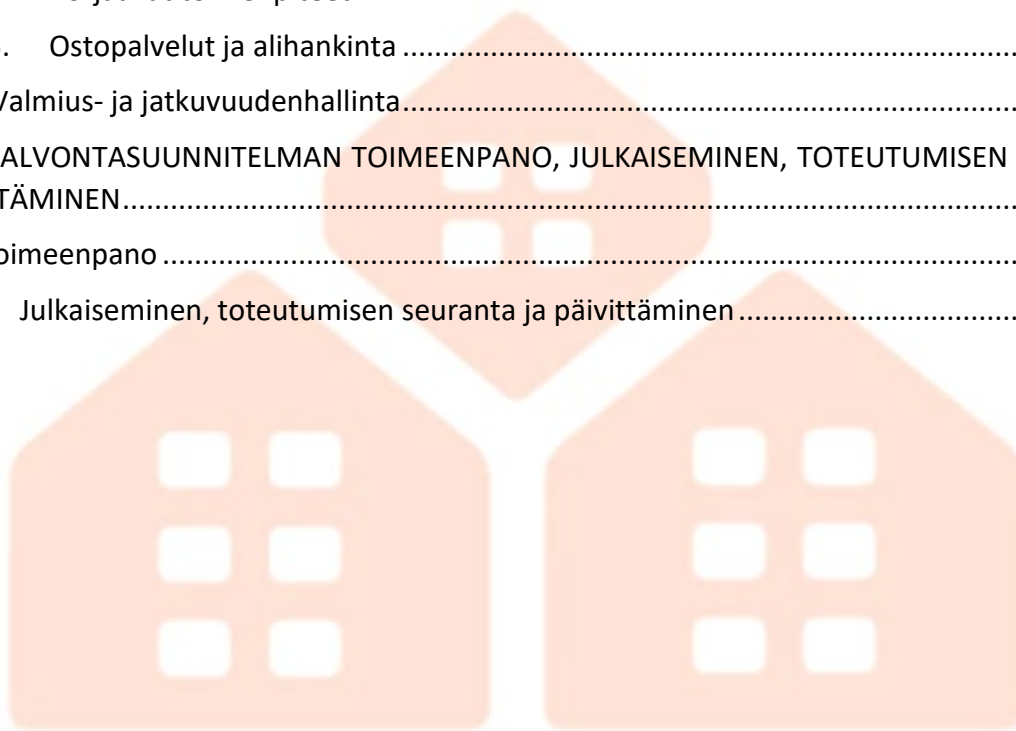 . Ostopalvelut ja alihankinta
Valmius- ja jatkuvuudenhallinta
ALVONTASUUNNITELMAN TOIMEENPANO, JULKAISEMINEN, TOTEUTUMISEN
TÄMINEN
oimeenpano
Julkaiseminen, toteutumisen seuranta ja päivittäminen